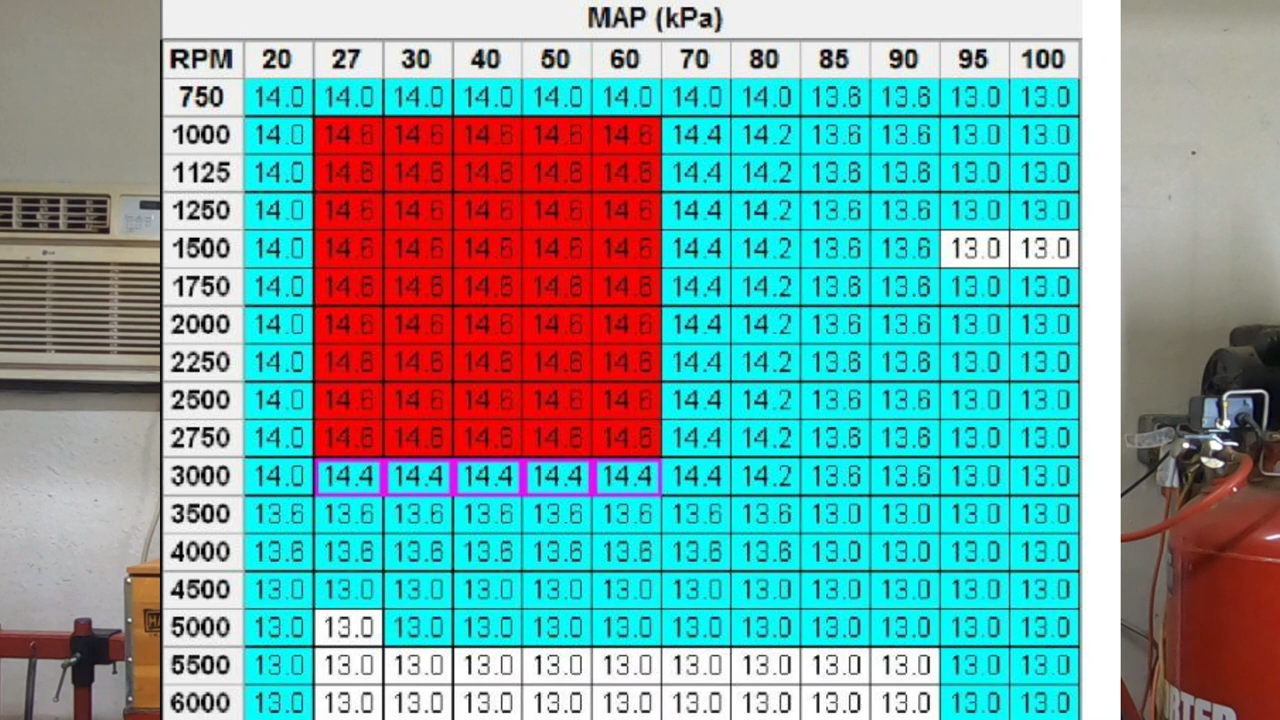 MAP (kPa)
RPM 20 27 30 40 50 60 70 80 85 90 95 100
750 14.0 14.0 14.0 14.0 14.0 14.0 14.0 14.0 13.6 13.6 13.0 13.0
1000 14.0 14.6 14.6 14.6 14.6 14.6 14.4 14.2 13.6 13.6 13.0 13.0
1125 14.0 14.6 14.6 14.6 14.6 14.6 14.4 14.2 13.6 13.6 13.0 13.0
1250 14.0 14.6 14.6 14.6 14.6 14.6 14.4 14.2 13.6 13.6 13.0 13.0
1500 14.0 14.6 14.6 14.6 14.6 14.6 14.4 14.2 13.6 13.6 13.0 13.0
1750 14.0 14.6 14.6 14.6 14.6 14.6 14.4 14.2 13.6 13.6 13.0 13.0
2000 14.0 14.6 14.6 14.6 14.6 14.6 14.4 14.2 13.6 13.6 13.0 13.0
2250 14.0 14.6 14.6 14.6 14.6 14.6 14.4 14.2 13.6 13.6 13.0 13.0
2500 14.0 14.6 14.6 14.6 14.6 14.6 14.4 14.2 13.6 13.6 13.0 13.0
2750 14.0 14.6 14.6 14.6 14.6 14.6 14.4 14.2 13.6 13.6 13.0 13.0
3000 14.0 14.4 14.4 14.4 14.4 14.4 14.4 14.2 13.6 13.6 13.0 13.0
3500 13.6 13.6 13.6 13.6 13.6 13.6 13.6 13.6 13.0 13.0 13.0 13.0
4000 13.6 13.6 13.6 13.6 13.6 13.6 13.6 13.6 13.0 13.0 13.0 13.0
4500 13.0 13.0 13.0 13.0 13.0 13.0 13.0 13.0 13.0 13.0 13.0 13.0
5000 13.0 13.0 13.0 13.0 13.0 13.0 13.0 13.0 13.0 13.0 13.0 13.0
5500 13.0 13.0 13.0 13.0 13.0 13.0 13.0 13.0 13.0 13.0 13.0 13.0
6000 13.0 13.0 13.0 13.0 13.0 13.0 13.0 13.0 13.0 13.0 13.0 13.0
LG